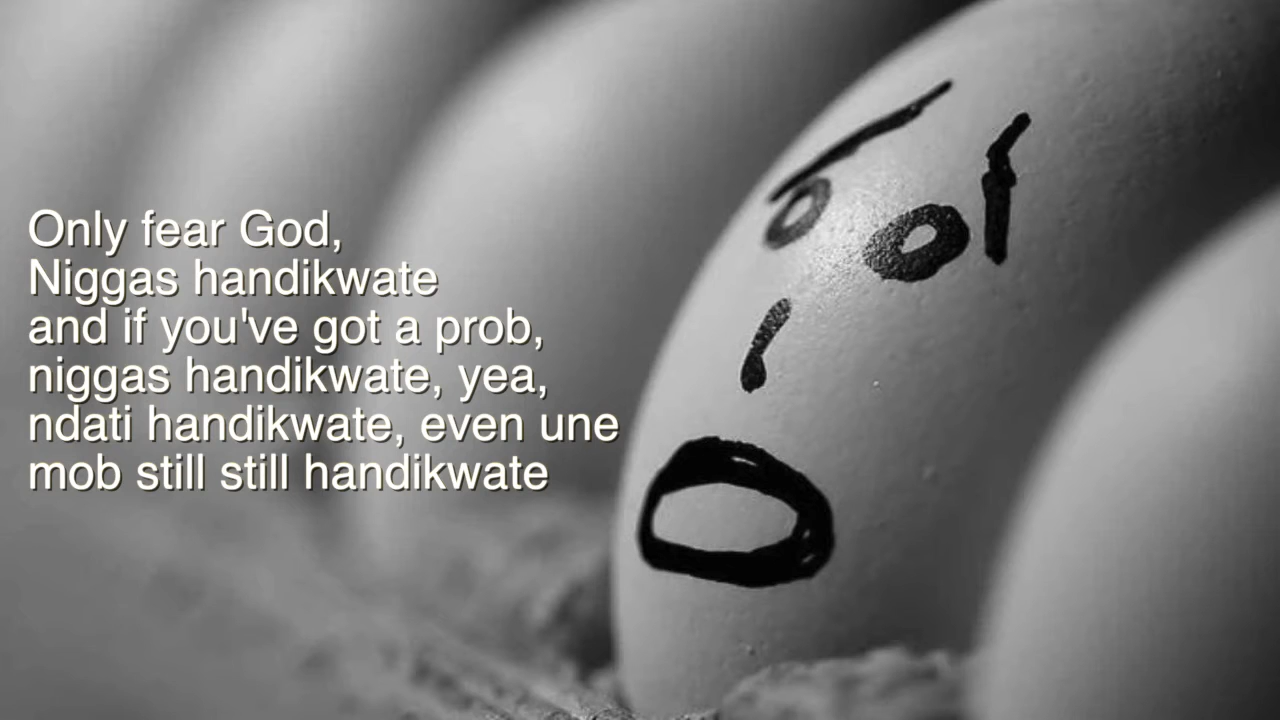 Only fear God,
Niggas handikwate
and if you've got a prob,
niggas handikwate, yea,
ndati handikwate, even une
mob still still handikwate